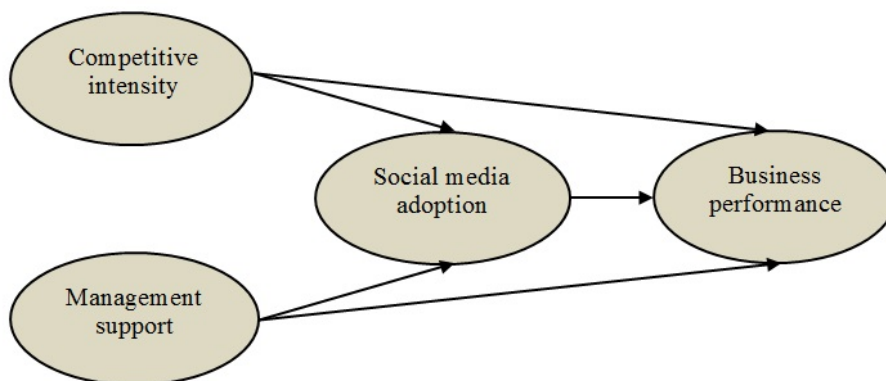 Competitive
intensity
Social media
adoption
Business
performance
Management
support